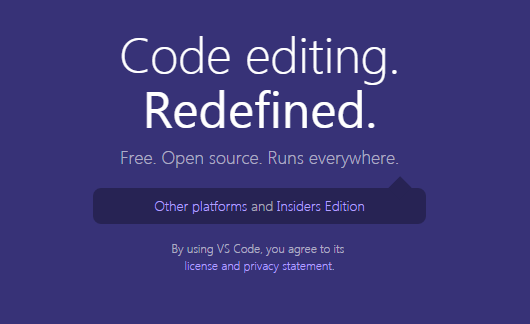 Code editing.
Redefined.
Free. Open source. Runs everywhere.
Other platforms and Insiders Edition
By using VS Code, you agree to its
license and privacy statement.